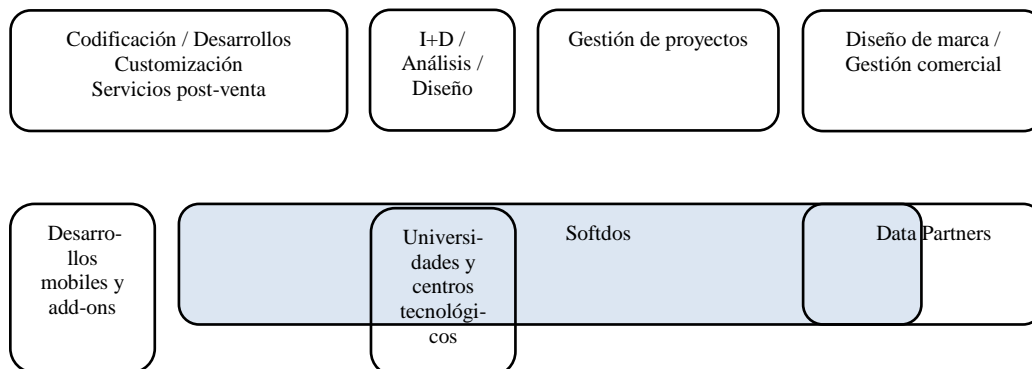 Codificación / Desarrollos
Customización
Servicios post-venta
I+D /
Análisis /
Diseño
Gestión de proyectos
Diseño de marca /
Gestión comercial
Desarro-
llos
mobiles y
add-ons
Universi-
dades y
centros
tecnológi-
cos
Softdos
Data Partners